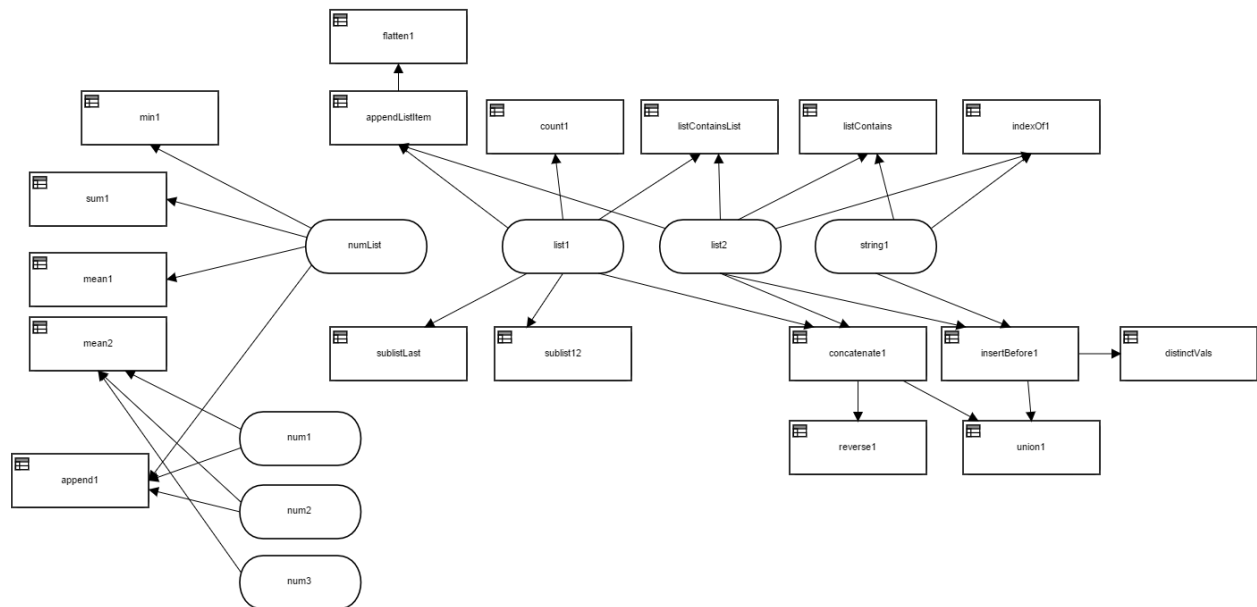 flatten1
min1
appendListItem
count1
listContainsList
listContains
indexOf1
sum1
numList
list1
list2
string1
mean1
mean2
sublistLast
sublist12
concatenate1
insertBefore1
distinctVals
num1
reverse1
union1
append1
num2
num3